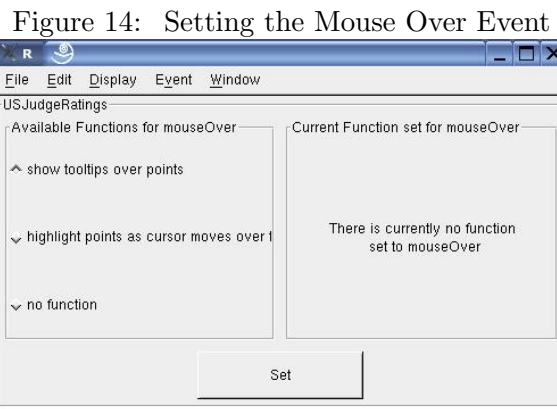 Figure 14: Setting the Mouse Over Event
R
File Edit Display Event Window
USJudgeRatings
Available Functions for mouseOver
show tooltips over points
highlight points as cursor moves over t
no function
Current Function set for mouseOver
There is currently no function
set to mouseOver
Set